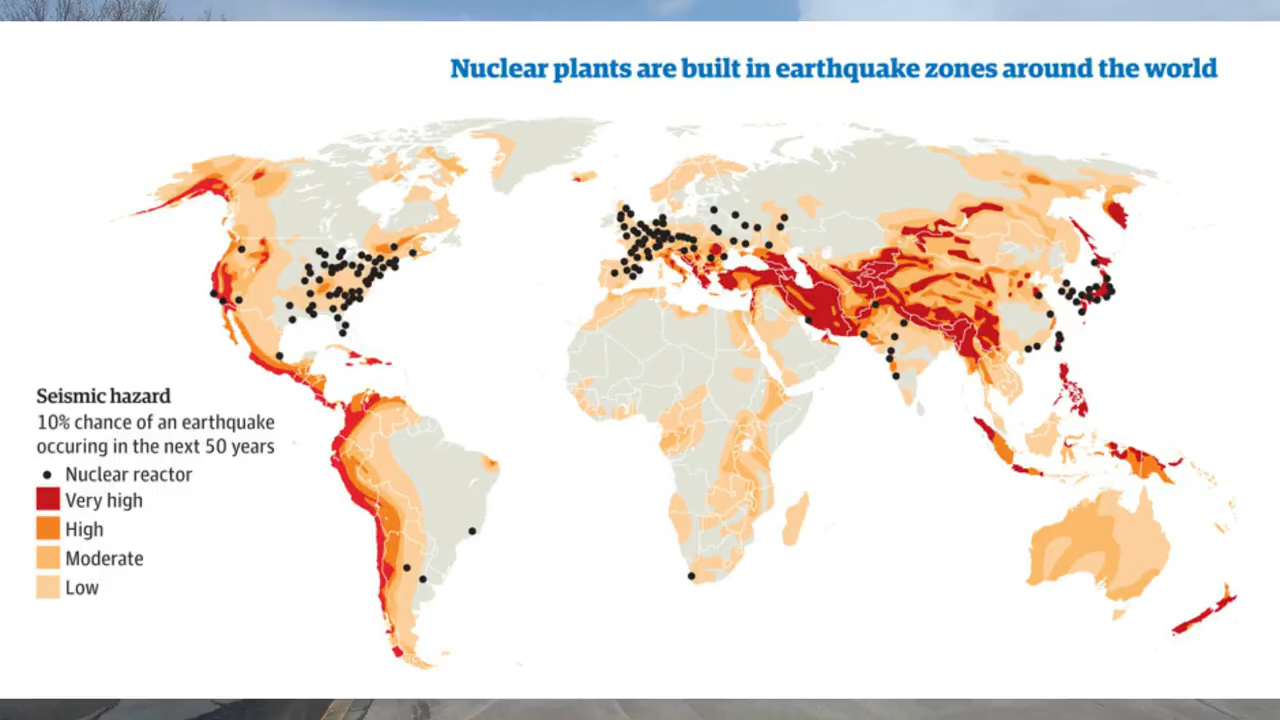 Nuclear plants are built in earthquake zones around the world
Seismic hazard
10% chance of an earthquake
occuring in the next 50 years
Nuclear reactor
Very high
High
Moderate
Low